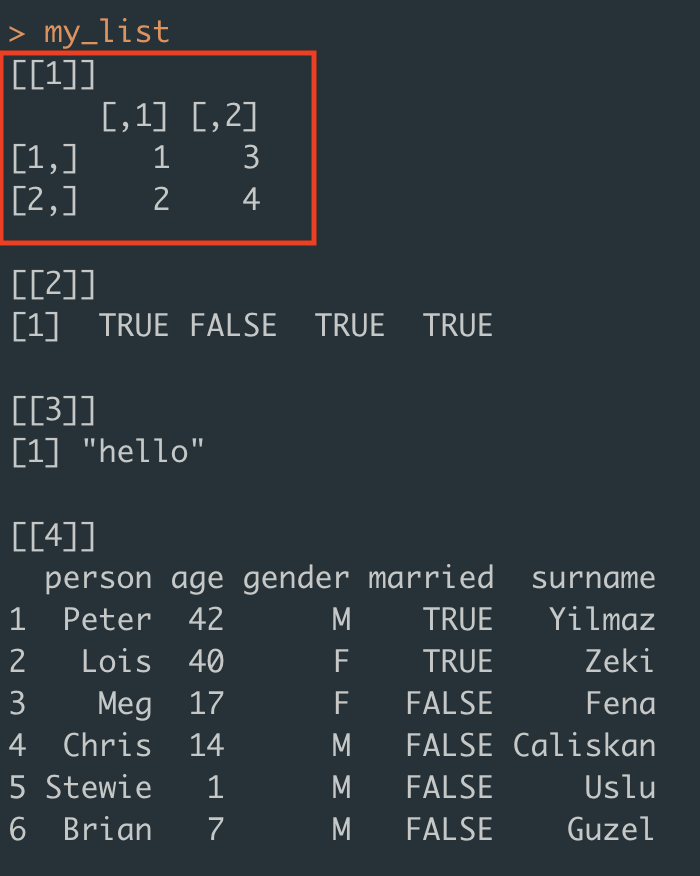 > my_list
[[1]]
     [,1] [,2]
[1,]    1    3
[2,]    2    4

[[2]]
[1]  TRUE FALSE  TRUE  TRUE

[[3]]
[1] "hello"

[[4]]
  person age gender married  surname
1  Peter  42      M    TRUE   Yilmaz
2   Lois  40      F    TRUE     Zeki
3    Meg  17      F   FALSE     Fena
4  Chris  14      M   FALSE Caliskan
5 Stewie   1      M   FALSE     Uslu
6  Brian   7      M   FALSE    Guzel